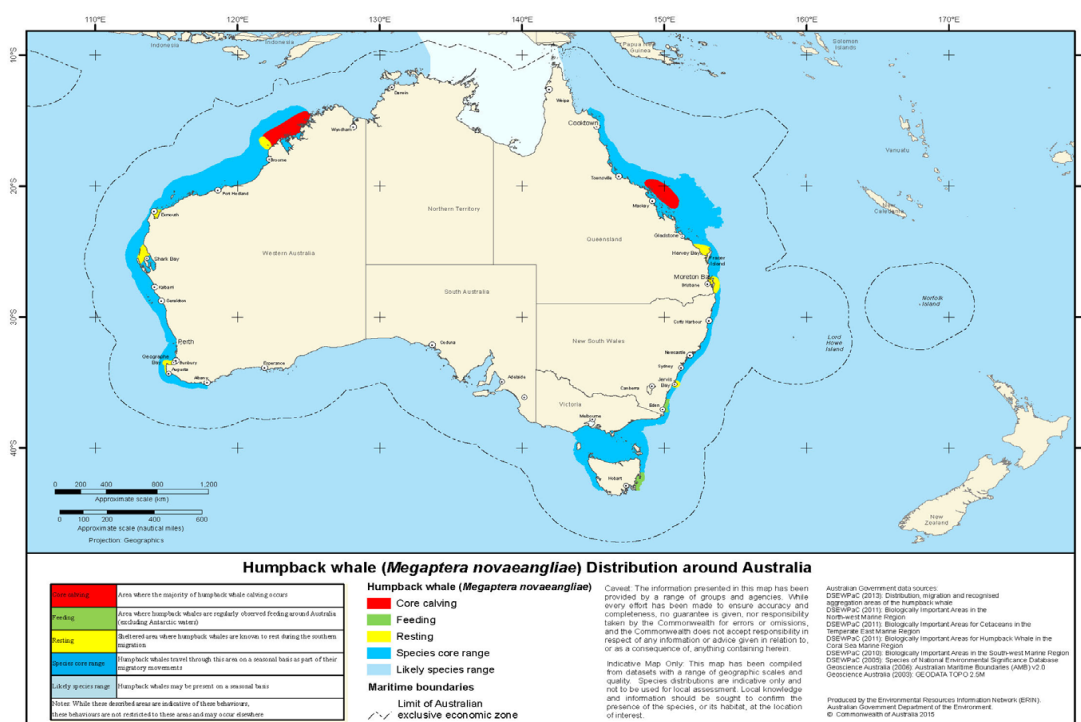 110°E
120°E
130°E
140°E
150°E
160°E
170°E
Indonesia
Indonesia
Papua New
Guinea
Solomon
Islands
10°S
10°S
Darwin
Weipa
Wyndham
Cooktown
Broome
Vanuatu
Townsville
20°S
20°S
Port Hedland
Mackay
Exmouth
Northern Territory
New
Caledonia
Queensland
Gladstone
Western Australia
Hervey Bay
Fraser
Island
Shark Bay
Moreton Bay
Brisbane
Kalbarri
South Australia
Geraldton
Norfolk
Island
30°S
30°S
Coffs Harbour
Perth
Ceduna
New South Wales
Lord
Howe
Island
Geographe
Bay
Bunbury
Esperance
Newcastle
Augusta
Sydney
Albany
Adelaide
Canberra
Jervis
Bay
Victoria
Eden
Melbourne
40°S
40°S
Hobart
New
Zealand
0 200 400 800 1,200
Approximate scale (km)
0 100 200 400 600
Approximate scale (nautical miles)
Projection: Geographics
Humpback whale (Megaptera novaeangliae) Distribution around Australia
Core calving
Area where the majority of humpback whale calving occurs
Feeding
Area where humpback whales are regularly observed feeding around Australia
(excluding Antarctic waters)
Resting
Sheltered area where humpback whales are known to rest during the southern
migration
Species core range
Humpback whales travel through this area on a seasonal basis as part of their
migratory movements
Likely species range
Humpback whales may be present on a seasonal basis
Notes: While these described areas are indicative of these behaviours,
these behaviours are not restricted to these areas and may occur elsewhere
Humpback whale (Megaptera novaeangliae)
Core calving
Feeding
Resting
Species core range
Likely species range
Maritime boundaries
Limit of Australian
exclusive economic zone
Caveat: The information presented in this map has been
provided by a range of groups and agencies. While
every effort has been made to ensure accuracy and
completeness, no guarantee is given, nor responsibility
taken by the Commonwealth for errors or omissions,
and the Commonwealth does not accept responsibility in
respect of any information or advice given in relation to,
or as a consequence of, anything containing herein.
Indicative Map Only: This map has been compiled
from datasets with a range of geographic scales and
quality. Species distributions are indicative only and
not to be used for local assessment. Local knowledge
and information should be sought to confirm the
presence of the species, or its habitat, at the location
of interest.
Australian Government data sources:
DSEWPaC (2013): Distribution, migration and recognised
aggregation areas of the humpback whale
DSEWPaC (2011): Biologically Important Areas in the
North-west Marine Region
DSEWPaC (2011): Biologically Important Areas for Cetaceans in the
Temperate East Marine Region
DSEWPaC (2011): Biologically Important Areas for Humpback Whale in the
Coral Sea Marine Region
DSEWPaC (2010): Biologically Important Areas in the South-west Marine Region
DSEWPaC (2005): Species of National Environmental Significance Database
Geoscience Australia (2006): Australian Maritime Boundaries (AMB) v2.0
Geoscience Australia (2003): GEODATA TOPO 2.5M
Produced by the Environmental Resources Information Network (ERIN).
Australian Government Department of the Environment.
© Commonwealth of Australia 2015